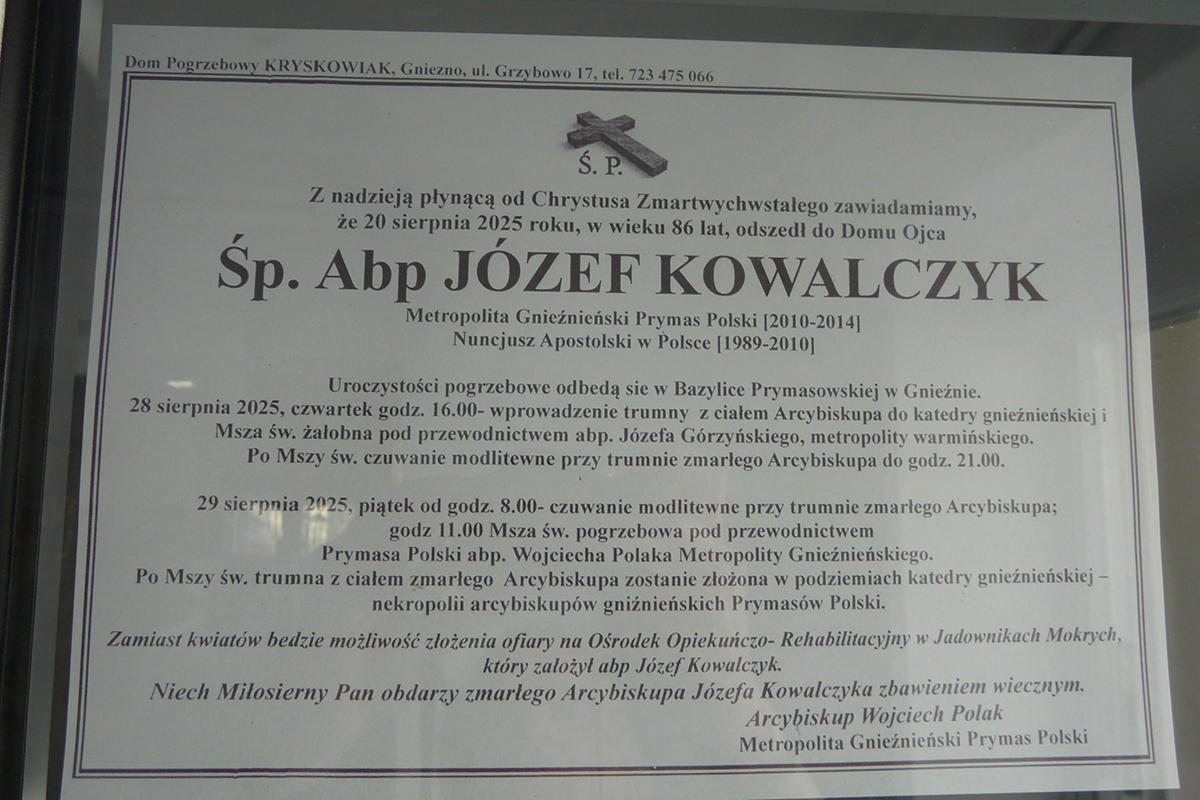 Dom Pogrzebowy KRYSKOWIAK, Gniezno, ul. Grzybowo 17, tel. 723 475 066
Ś. P.
Z nadzieją płynącą od Chrystusa Zmartwychwstałego zawiadamiamy,
że 20 sierpnia 2025 roku, w wieku 86 lat, odszedł do Domu Ojca
Śp. Abp JÓZEF KOWALCZYK
Metropolita Gnieźnieński Prymas Polski [2010-2014]
Nuncjusz Apostolski w Polsce [1989-2010]
Uroczystości pogrzebowe odbedą sie w Bazylice Prymasowskiej w Gnieźnie.
28 sierpnia 2025, czwartek godz. 16.00- wprowadzenie trumny z ciałem Arcybiskupa do katedry gnieźnieńskiej i
Msza św. żałobna pod przewodnictwem abp. Józefa Górzyńskiego, metropolity warmińskiego.
Po Mszy św. czuwanie modlitewne przy trumnie zmarłego Arcybiskupa do godz. 21.00.
29 sierpnia 2025, piątek od godz. 8.00- czuwanie modlitewne przy trumnie zmarłego Arcybiskupa;
godz 11.00 Msza św. pogrzebowa pod przewodnictwem
Prymasa Polski abp. Wojciecha Polaka Metropolity Gnieźnieńskiego.
Po Mszy św. trumna z ciałem zmarłego Arcybiskupa zostanie złożona w podziemiach katedry gnieźnieńskiej –
nekropolii arcybiskupów gniźnieńskich Prymasów Polski.
Zamiast kwiatów bedzie możliwość złożenia ofiary na Ośrodek Opiekuńczo- Rehabilitacyjny w Jadownikach Mokrych,
który założył abp Józef Kowalczyk.
Niech Miłosierny Pan obdarzy zmarłego Arcybiskupa Józefa Kowalczyka zbawieniem wiecznym.
Arcybiskup Wojciech Polak
Metropolita Gnieźnieński Prymas Polski